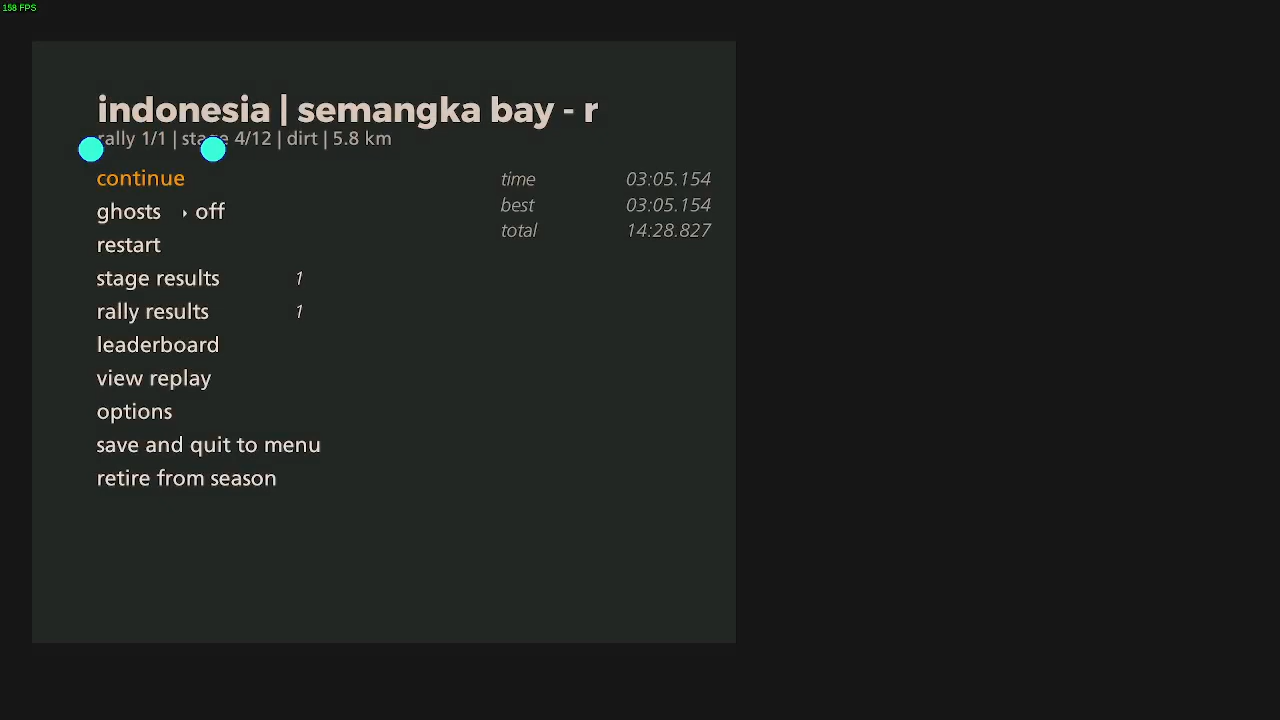 158 FPS
indonesia | semangka bay - r
rally 1/1 | stage 4/12 | dirt | 5.8 km
continue
ghosts ‣ off
restart
stage results 1
rally results 1
leaderboard
view replay
options
save and quit to menu
retire from season
time 03:05.154
best 03:05.154
total 14:28.827